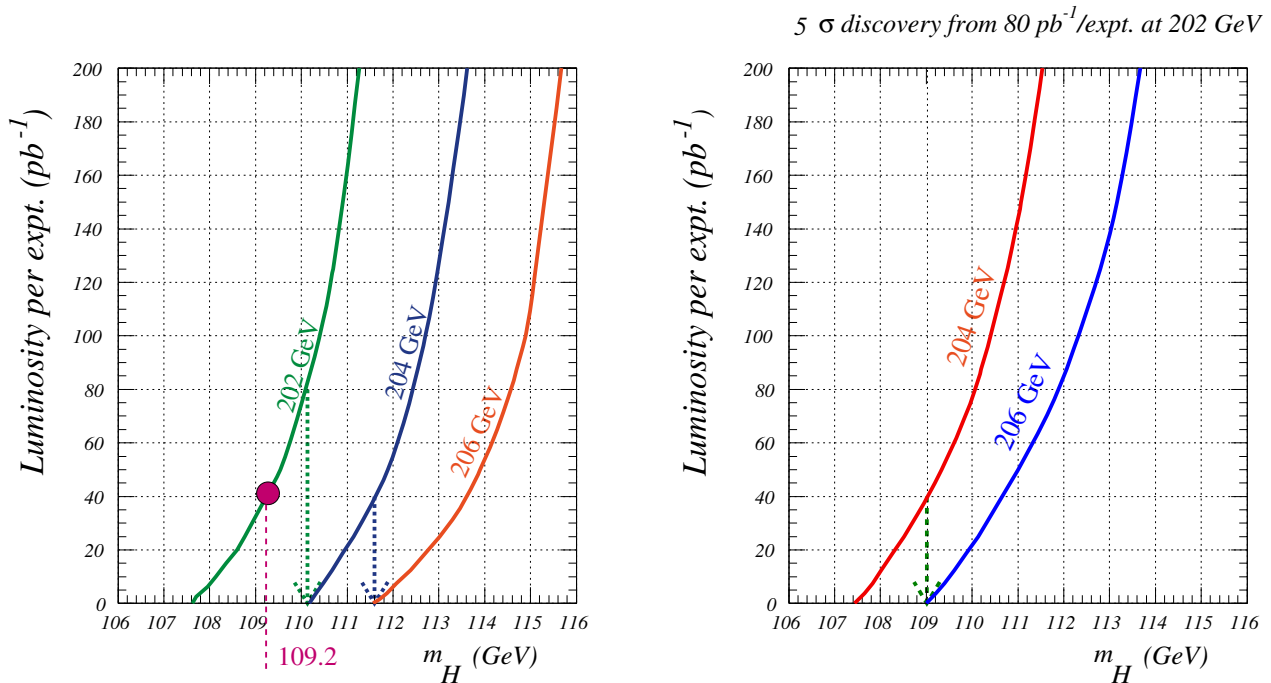 5 σ discovery from 80 pb-1/expt. at 202 GeV
Luminosity per expt. (pb-1)
200
180
160
140
120
100
80
60
40
20
0
106 107 108 109 110 111 112 113 114 115 116
202 GeV
204 GeV
206 GeV
109.2
mH (GeV)
Luminosity per expt. (pb-1)
200
180
160
140
120
100
80
60
40
20
0
106 107 108 109 110 111 112 113 114 115 116
204 GeV
206 GeV
mH (GeV)